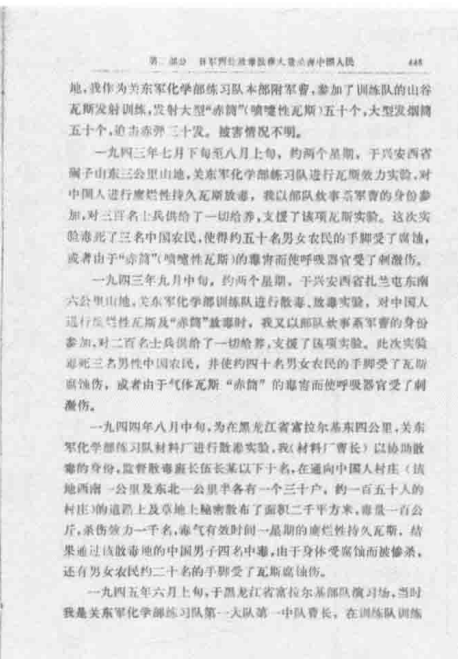 第二部分 日军四处放毒散菌大量杀害中国人民 445
地,我作为关东军化学部练习队本部附军曹,参加了训练队的山谷
瓦斯发射训练,发射大型“赤筒”(喷嚏性瓦斯)五十个,大型发烟筒
五十个,迫击赤弹三十发。被害情况不明。
一九四三年七月下旬至八月上旬,约两个星期,于兴安西省
子山东三公里山地,关东军化学部练习队进行瓦斯效力实验,对
中国人进行糜烂性持久瓦斯放毒,我以部队炊事系军曹的身份参
加,对三百名士兵供给了一切给养,支援了该项瓦斯实验。这次实
验毒死了三名中国农民,使得约五十名男女农民的手脚受了腐蚀,
或者由于“赤筒”(喷嚏性瓦斯)的毒害而使呼吸器官受了刺激伤。
一九四三年九月中旬,约两个星期,于兴安西省扎兰屯东南
六公里山地,关东军化学部训练队进行散毒、放毒实验,对中国人
进行糜烂性瓦斯及“赤筒”放毒时,我又以部队炊事系军曹的身份
参加,对二百名士兵供给了一切给养,支援了该项实验。此次实验
毒死三名男性中国农民,并使约四十名男女农民的手脚受了瓦斯
腐蚀伤,或者由于气体瓦斯“赤筒”的毒害而使呼吸器官受了刺
激伤。
一九四四年八月中旬,为在黑龙江省富拉尔基东四公里,关东
军化学部练习队材料厂进行散毒实验,我(材料厂曹长)以协助散
毒的身份,监督散毒班长伍长某以下十名,在通向中国人村庄(该
地西南一公里及东北一公里半各有一个三十户,约一百五十人的
村庄)的道路上及草地上秘密散布了面积二千平方米,毒量一百公
斤,杀伤效力一千名,毒气有效时间一星期的糜烂性持久瓦斯。结
果通过该散毒地的中国男子四名中毒,由于身体受腐蚀而被惨杀,
还有男女农民约二十名的手脚受了瓦斯腐蚀伤。
一九四五年六月上旬,于黑龙江省富拉尔基部队演习场,当时
我是关东军化学部练习队第一大队第一中队曹长,在训练队训练